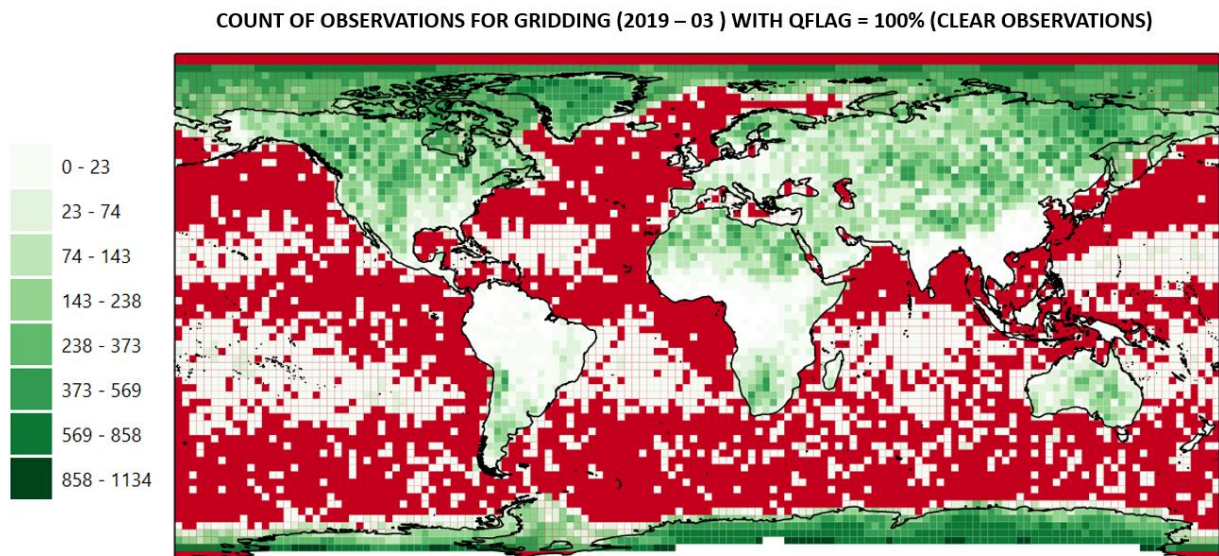 COUNT OF OBSERVATIONS FOR GRIDDING (2019 – 03 ) WITH QFLAG = 100% (CLEAR OBSERVATIONS)
0 - 23
23 - 74
74 - 143
143 - 238
238 - 373
373 - 569
569 - 858
858 - 1134